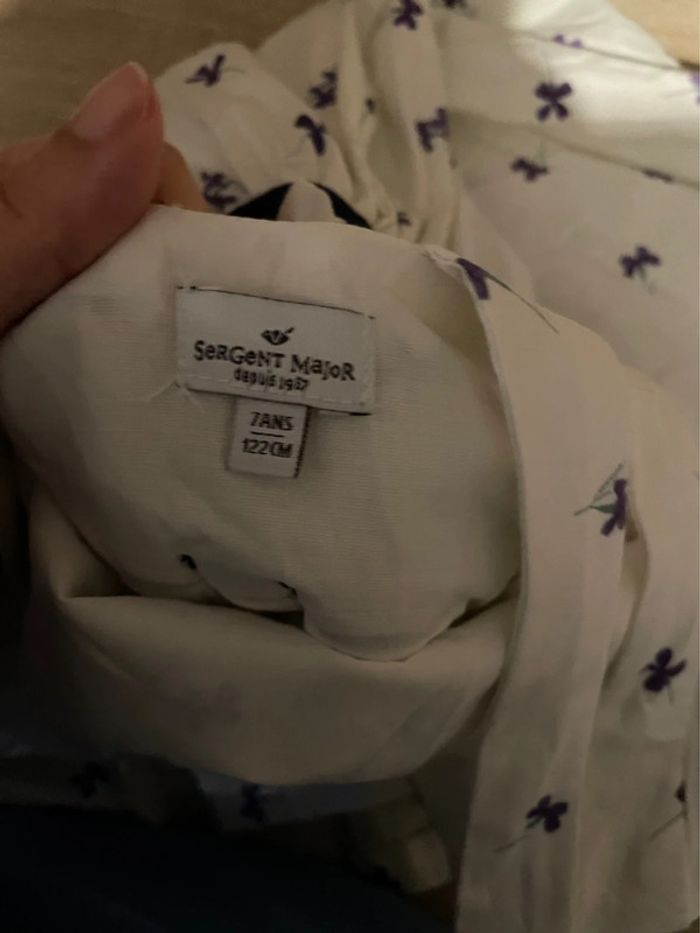 SeRGeNT MaJoR
depuis 1987
7ANS
122CM